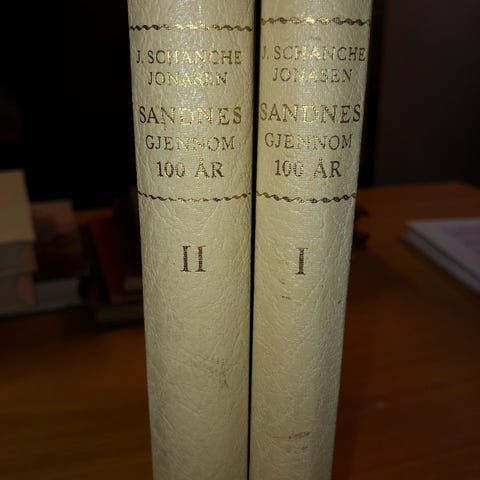 J. SCHANCHE
JONASEN
SANDNES
GJENNOM
100 ÅR
II
J. SCHANCHE
JONASEN
SANDNES
GJENNOM
100 ÅR
I